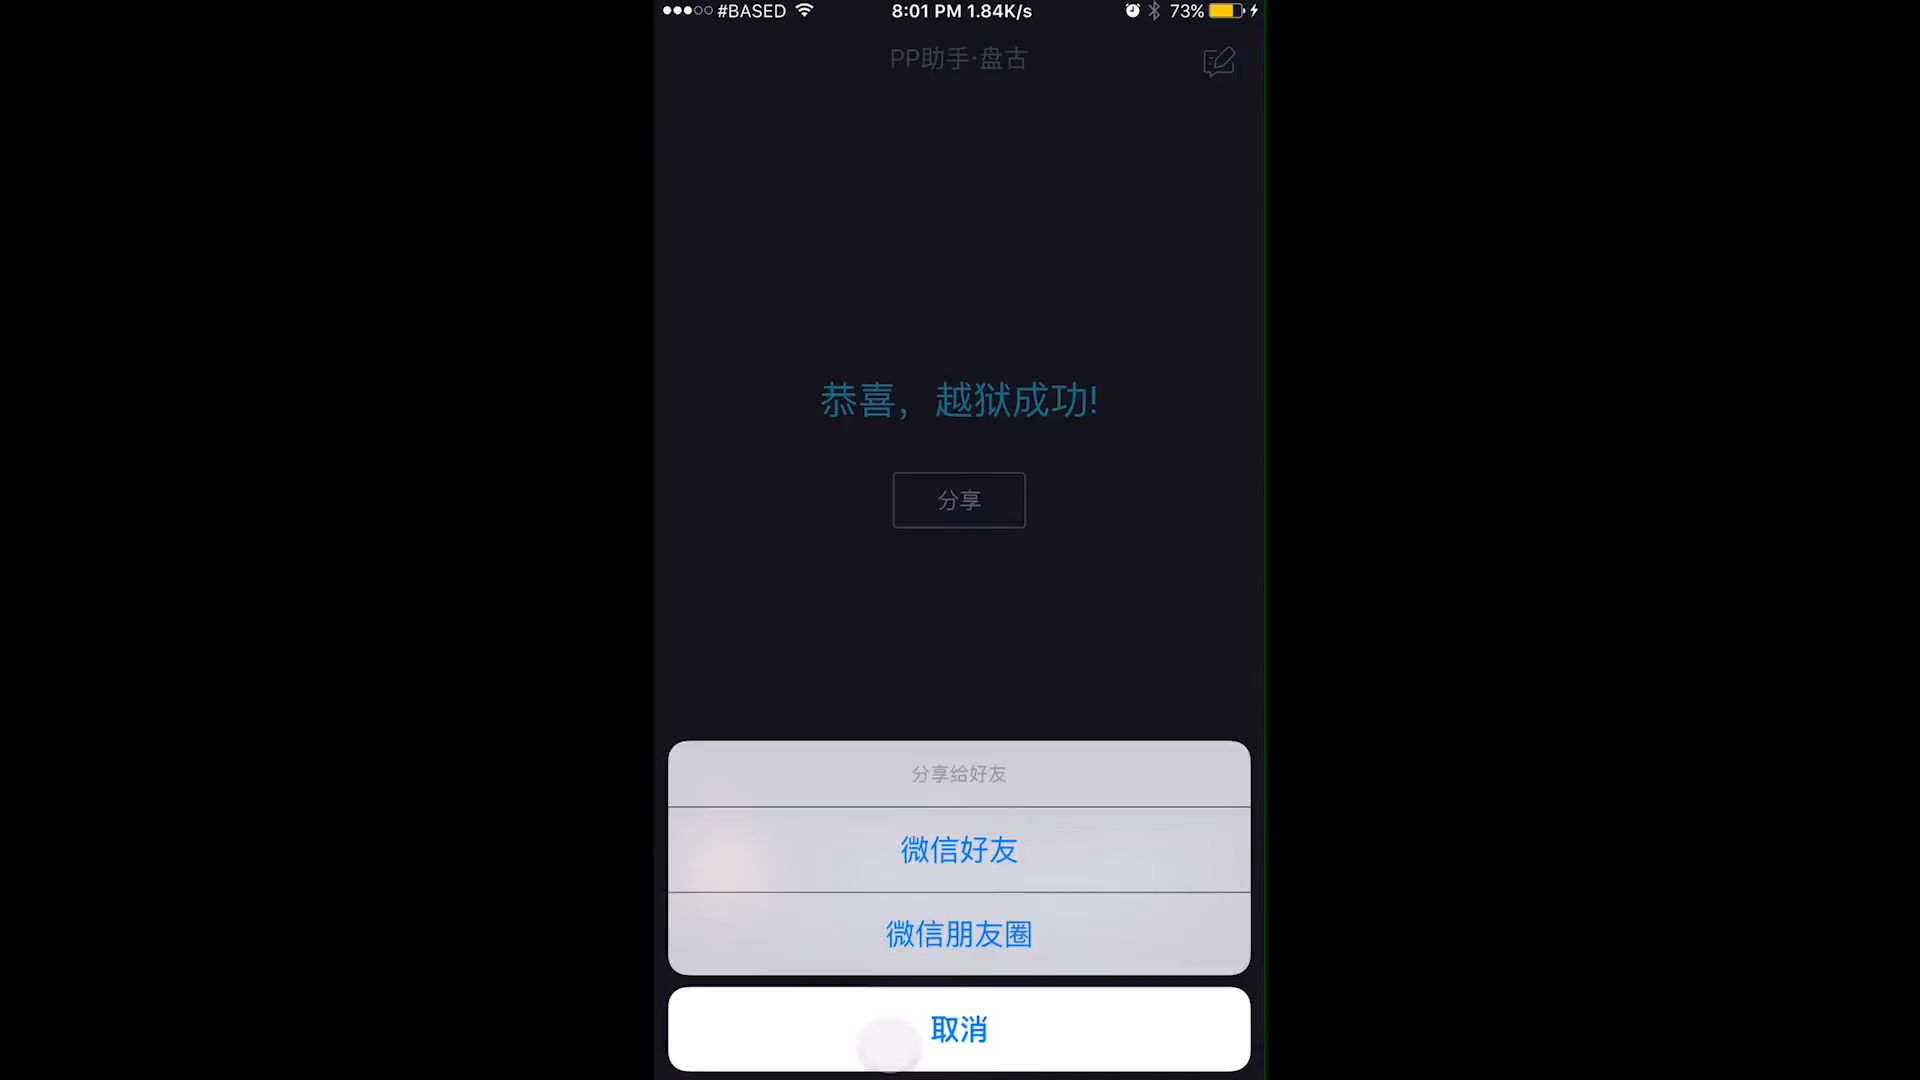 #BASED 8:01 PM 1.84K/s 73%
PP助手·盘古
恭喜，越狱成功!
分享
分享给好友
微信好友
微信朋友圈
取消